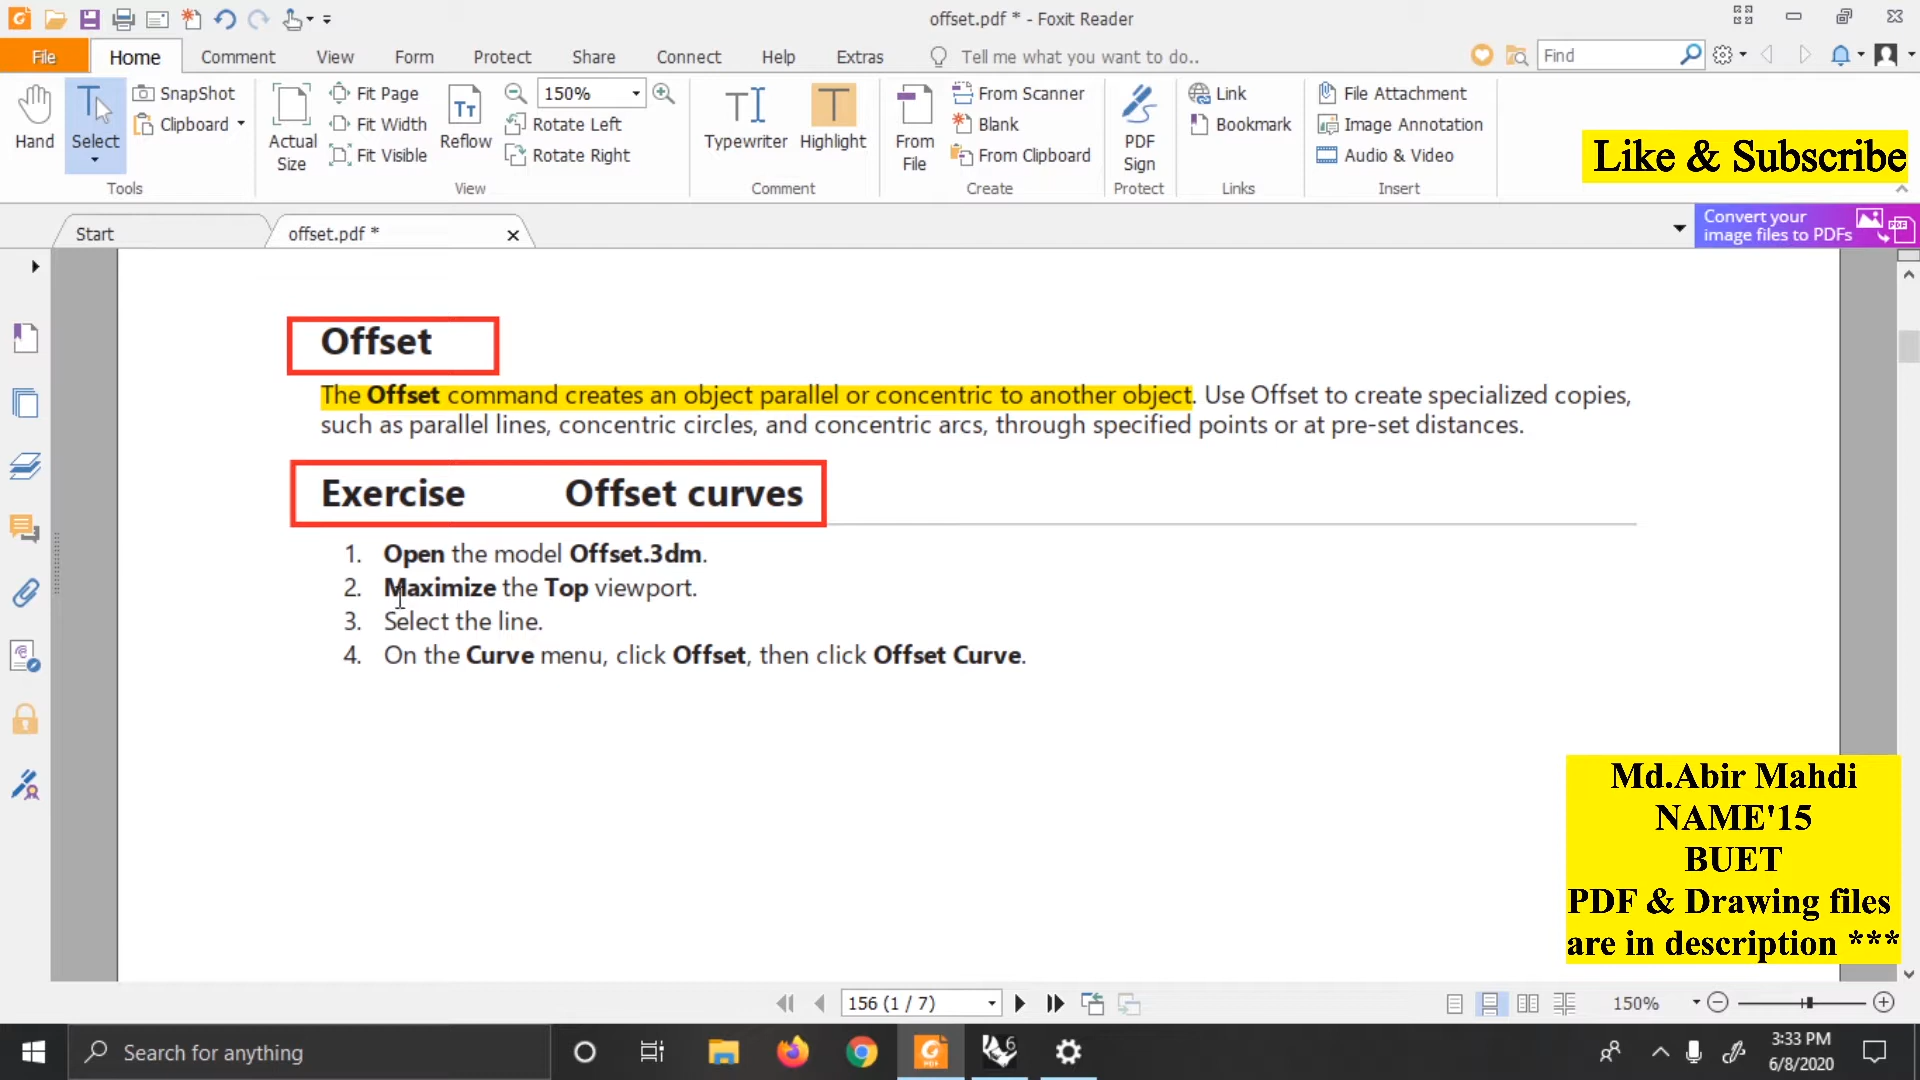 offset.pdf * - Foxit Reader
File Home Comment View Form Protect Share Connect Help Extras Tell me what you want to do.. Find
Hand
Select
SnapShot
Clipboard
Tools
Actual
Size
Fit Page
Fit Width
Fit Visible
Reflow
150%
Rotate Left
Rotate Right
View
Typewriter
Highlight
Comment
From
File
From Scanner
Blank
From Clipboard
Create
PDF
Sign
Protect
Link
Bookmark
Links
File Attachment
Image Annotation
Audio & Video
Insert
Like & Subscribe
Start
offset.pdf *
Convert your
image files to PDFs
Offset
The Offset command creates an object parallel or concentric to another object. Use Offset to create specialized copies,
such as parallel lines, concentric circles, and concentric arcs, through specified points or at pre-set distances.
Exercise Offset curves
1. Open the model Offset.3dm.
2. Maximize the Top viewport.
3. Select the line.
4. On the Curve menu, click Offset, then click Offset Curve.
Md.Abir Mahdi
NAME'15
BUET
PDF & Drawing files
are in description ***
156 (1 / 7)
150%
Search for anything
6
3:33 PM
6/8/2020